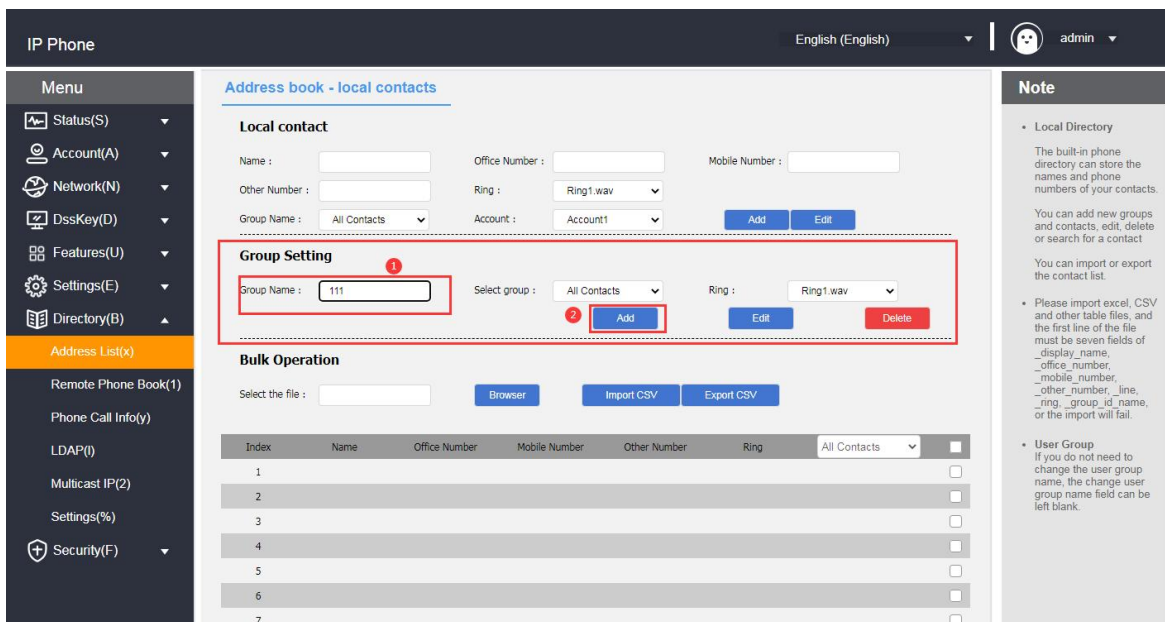 IP Phone
English (English)
admin
Menu
Status(S)
Account(A)
Network(N)
DssKey(D)
Features(U)
Settings(E)
Directory(B)
Address List(x)
Remote Phone Book(1)
Phone Call Info(y)
LDAP(l)
Multicast IP(2)
Settings(%)
Security(F)
Address book - local contacts
Local contact
Name : Office Number : Mobile Number :
Other Number : Ring : Ring1.wav
Group Name : All Contacts Account : Account1 Add Edit
Group Setting
1
Group Name : 111 Select group : All Contacts Ring : Ring1.wav
2 Add Edit Delete
Bulk Operation
Select the file : Browser Import CSV Export CSV
Index Name Office Number Mobile Number Other Number Ring All Contacts
1
2
3
4
5
6
7
Note
• Local Directory
The built-in phone
directory can store the
names and phone
numbers of your contacts.
You can add new groups
and contacts, edit, delete
or search for a contact
You can import or export
the contact list.
• Please import excel, CSV
and other table files, and
the first line of the file
must be seven fields of
_display_name,
_office_number,
_mobile_number,
_other_number, _line,
_ring, _group_id_name,
or the import will fail.
• User Group
If you do not need to
change the user group
name, the change user
group name field can be
left blank.